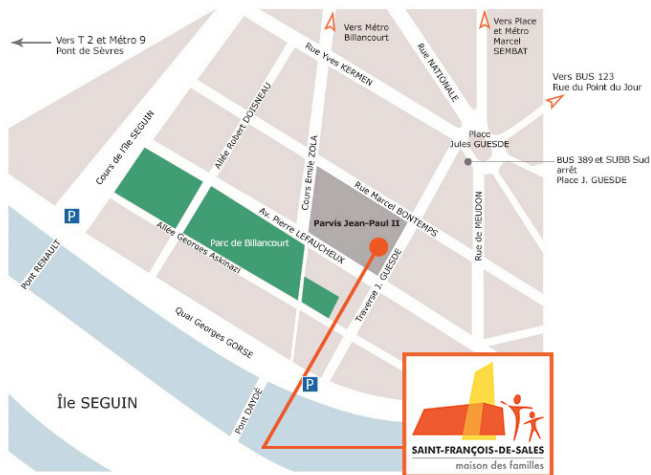 Vers T 2 et Métro 9
Pont de Sèvres
Vers Métro
Billancourt
Vers Place
et Métro
Marcel
SEMBAT
Vers BUS 123
Rue du Point du Jour
Rue Yves KERMEN
Rue NATIONALE
Place
Jules GUESDE
BUS 389 et SUBB Sud
arrêt
Place J. GUESDE
Cours de l'île SEGUIN
Allée Robert DOISNEAU
Cours Emile ZOLA
Rue Marcel BONTEMPS
Rue de MEUDON
Parvis Jean-Paul II
Av. Pierre LEFAUCHEUX
Parc de Billancourt
Allée Georges Askinazi
Traverse J. GUESDE
P
Pont RENAULT
Quai Georges GORSE
P
Pont DAYDÉ
Île SEGUIN
SAINT-FRANÇOIS-DE-SALES
maison des familles